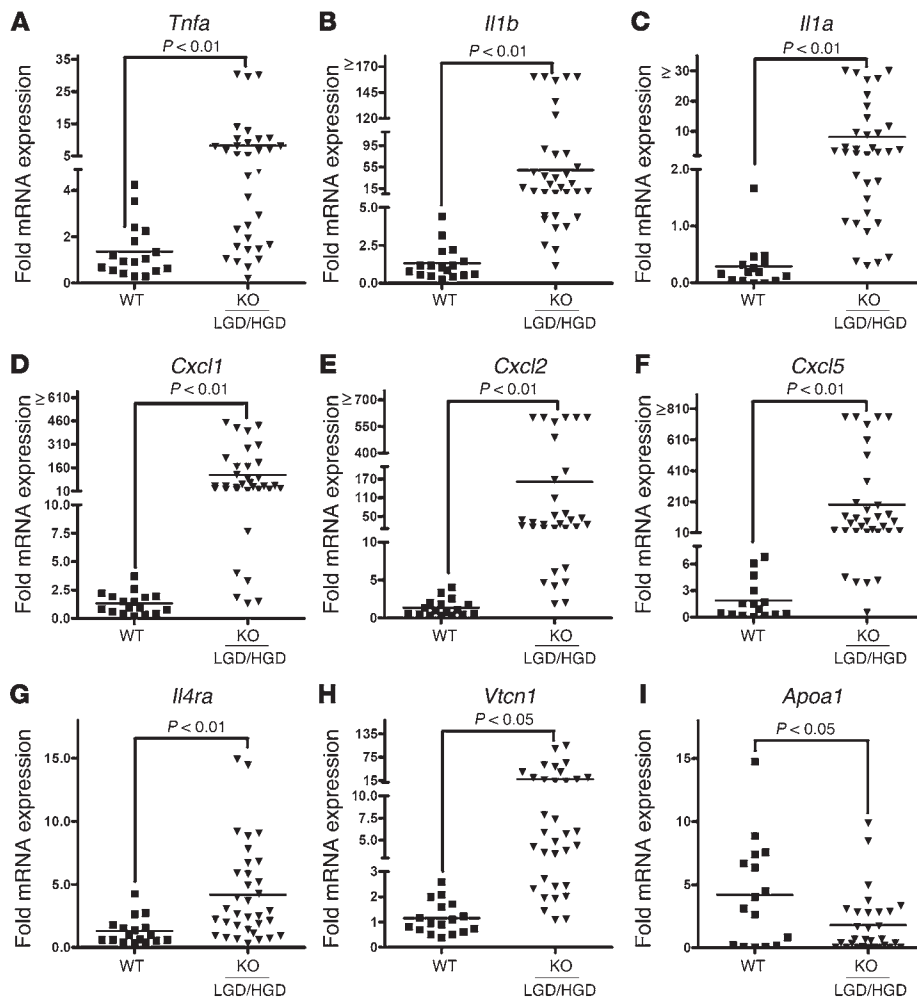 A
Tnfa
P < 0.01
Fold mRNA expression
35
25
15
5
4
2
0
WT
KO
LGD/HGD
B
Il1b
P < 0.01
Fold mRNA expression
≥
170
145
120
95
55
15
5.0
2.5
0.0
WT
KO
LGD/HGD
C
Il1a
P < 0.01
Fold mRNA expression
≥
30
20
10
2.0
1.0
0.0
WT
KO
LGD/HGD
D
Cxcl1
P < 0.01
Fold mRNA expression
≥
610
460
310
160
10
10.0
7.5
5.0
2.5
0.0
WT
KO
LGD/HGD
E
Cxcl2
P < 0.01
Fold mRNA expression
≥
700
600
500
400
170
110
50
10
5
0
WT
KO
LGD/HGD
F
Cxcl5
P < 0.01
Fold mRNA expression
≥
810
610
410
210
10
6
3
0
WT
KO
LGD/HGD
G
Il4ra
P < 0.01
Fold mRNA expression
15.0
10.0
5.0
0.0
WT
KO
LGD/HGD
H
Vtcn1
P < 0.05
Fold mRNA expression
135
75
15
10.0
5.0
3
2
1
0
WT
KO
LGD/HGD
I
Apoa1
P < 0.05
Fold mRNA expression
15
10
5
0
WT
KO
LGD/HGD